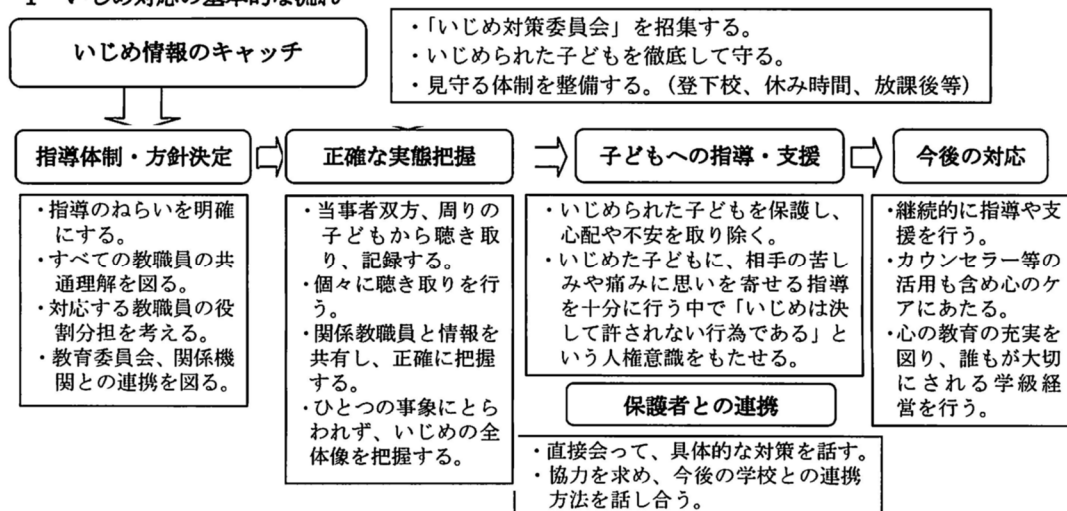 1 いじめ対応の基本的な流れ
いじめ情報のキャッチ
・「いじめ対策委員会」を招集する。
・いじめられた子どもを徹底して守る。
・見守る体制を整備する。(登下校、休み時間、放課後等)
指導体制・方針決定
・指導のねらいを明確
にする。
・すべての教職員の共
通理解を図る。
・対応する教職員の役
割分担を考える。
・教育委員会、関係機
関との連携を図る。
正確な実態把握
・当事者双方、周りの
子どもから聴き取
り、記録する。
・個々に聴き取りを行
う。
・関係教職員と情報を
共有し、正確に把握
する。
・ひとつの事象にとら
われず、いじめの全
体像を把握する。
子どもへの指導・支援
・いじめられた子どもを保護し、
心配や不安を取り除く。
・いじめた子どもに、相手の苦し
みや痛みに思いを寄せる指導
を十分に行う中で「いじめは決
して許されない行為である」と
いう人権意識をもたせる。
保護者との連携
・直接会って、具体的な対策を話す。
・協力を求め、今後の学校との連携
方法を話し合う。
今後の対応
・継続的に指導や支
援を行う。
・カウンセラー等の
活用も含め心のケ
アにあたる。
・心の教育の充実を
図り、誰もが大切
にされる学級経
営を行う。